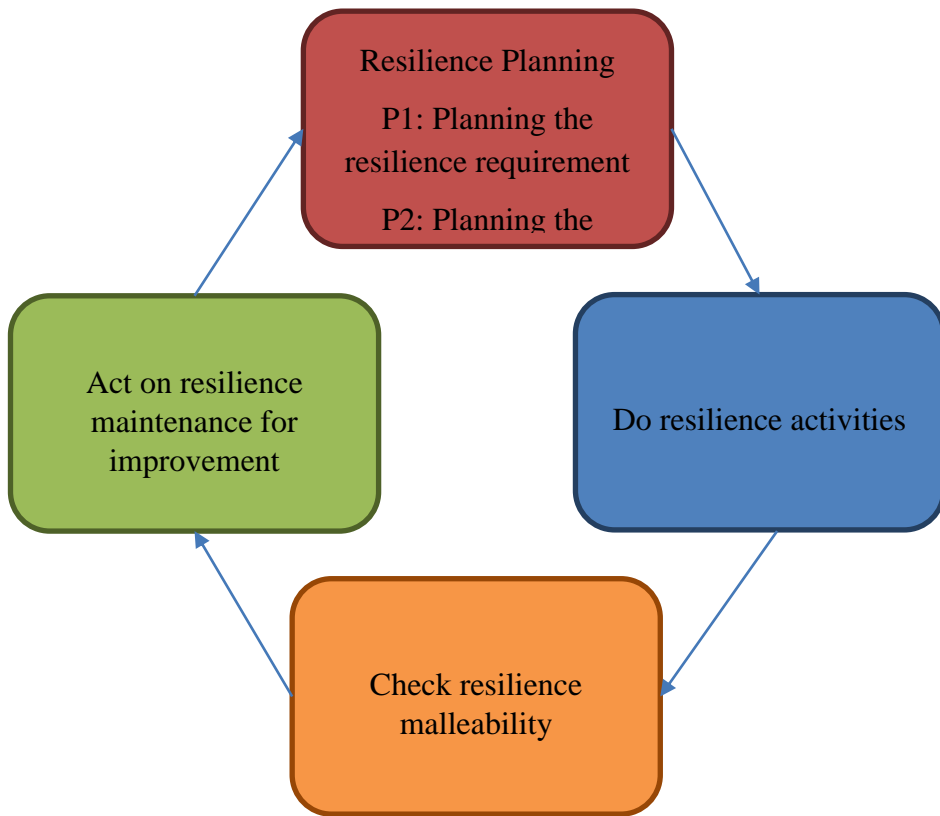 Resilience Planning
P1: Planning the
resilience requirement
P2: Planning the
Do resilience activities
Check resilience
malleability
Act on resilience
maintenance for
improvement